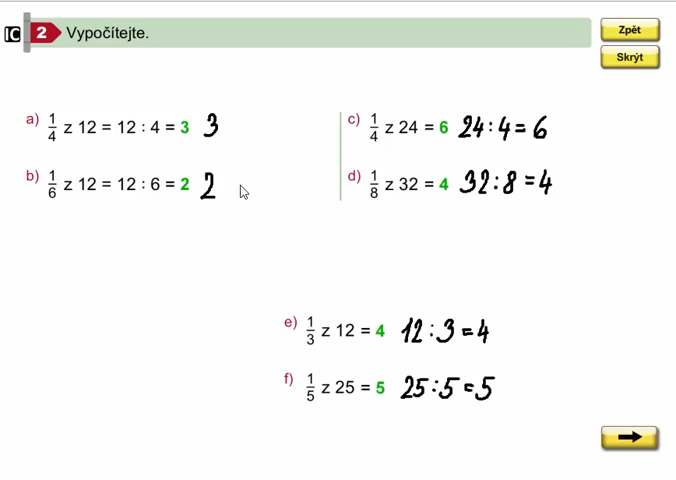 IC 2 Vypočítejte. Zpět
Skrýt
a) 1/4 z 12 = 12 : 4 = 3 3
b) 1/6 z 12 = 12 : 6 = 2 2
c) 1/4 z 24 = 6 24 : 4 = 6
d) 1/8 z 32 = 4 32 : 8 = 4
e) 1/3 z 12 = 4 12 : 3 = 4
f) 1/5 z 25 = 5 25 : 5 = 5